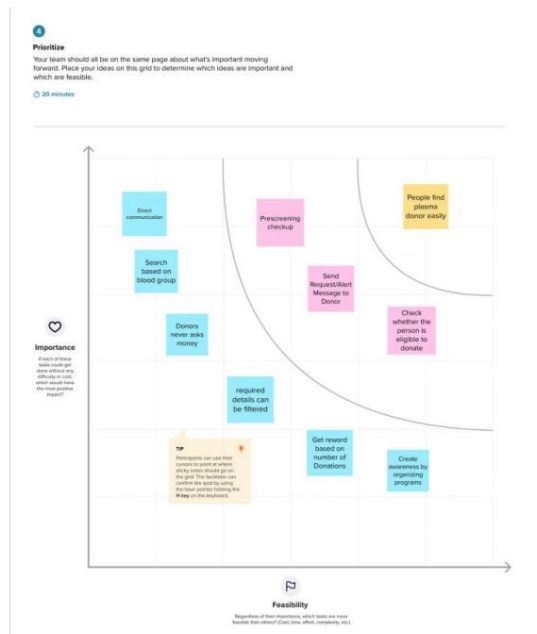 4
Prioritize
Your team should all be on the same page about what's important moving
forward. Place your ideas on this grid to determine which ideas are important and
which are feasible.
20 minutes
Direct
communication
Search
based on
blood group
Donors
never asks
money
required
details can
be filtered
Prescreening
checkup
Send
Request/Alert
Message to
Donor
People find
plasma
donor easily
Check
whether the
person is
eligible to
donate
Get reward
based on
number of
Donations
Create
awareness by
organizing
programs
TIP
Participants can use their
cursors to point at where
sticky notes should go on
the grid. The facilitator can
confirm the spot by using
the laser pointer holding the
H key on the keyboard.
Importance
If each of these
tasks could get
done without any
difficulty or cost,
which would have
the most positive
impact?
Feasibility
Regardless of their importance, which tasks are more
feasible than others? (Cost, time, effort, complexity, etc.)